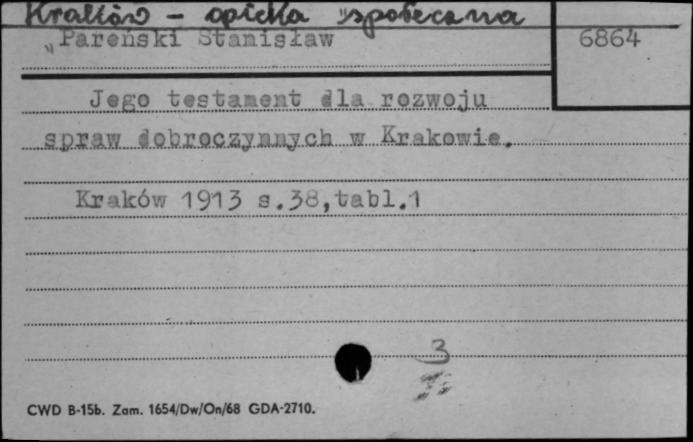 Kraków - opieka społeczna
"Pareński Stanisław
6864
Jego testament dla rozwoju
spraw dobroczynnych w Krakowie.
Kraków 1913 s.38,tabl.1
3
CWD B-15b. Zam. 1654/Dw/On/68 GDA-2710.